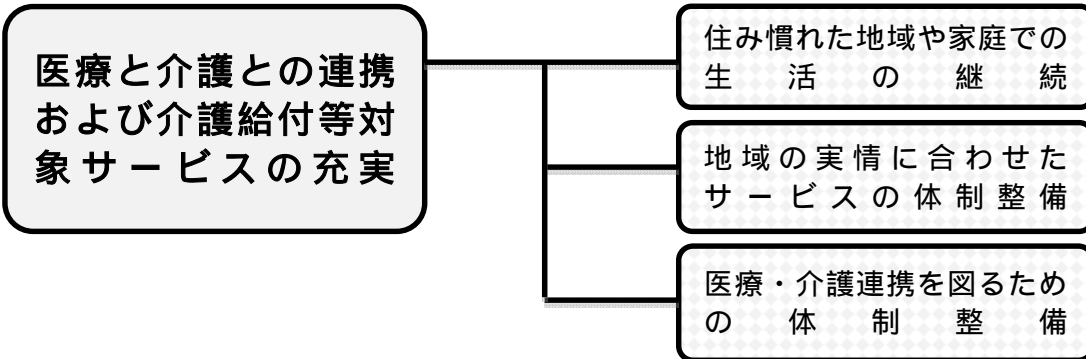 医療と介護との連携
および介護給付等対
象サービスの充実
住み慣れた地域や家庭での
生活の継続
地域の実情に合わせた
サービスの体制整備
医療・介護連携を図るため
の体制整備